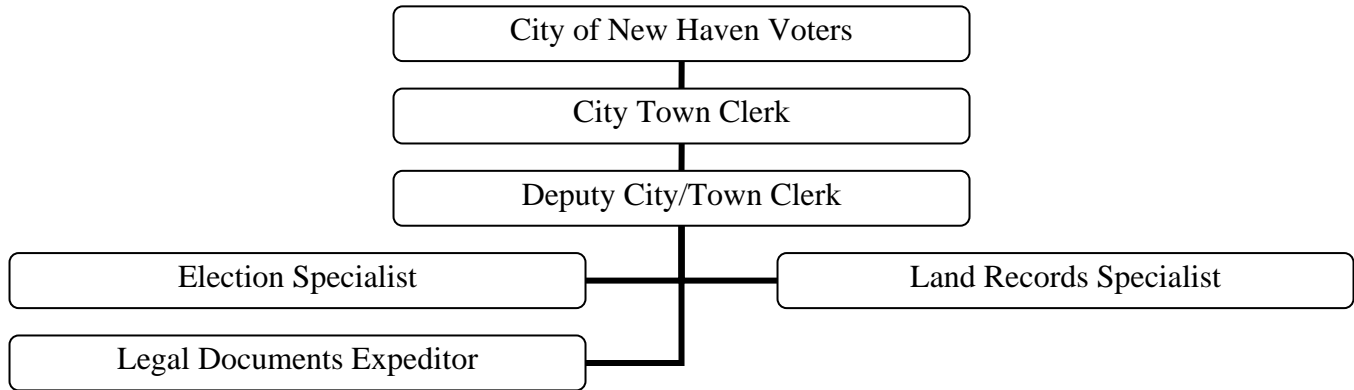 City of New Haven Voters
City Town Clerk
Deputy City/Town Clerk
Election Specialist
Land Records Specialist
Legal Documents Expeditor